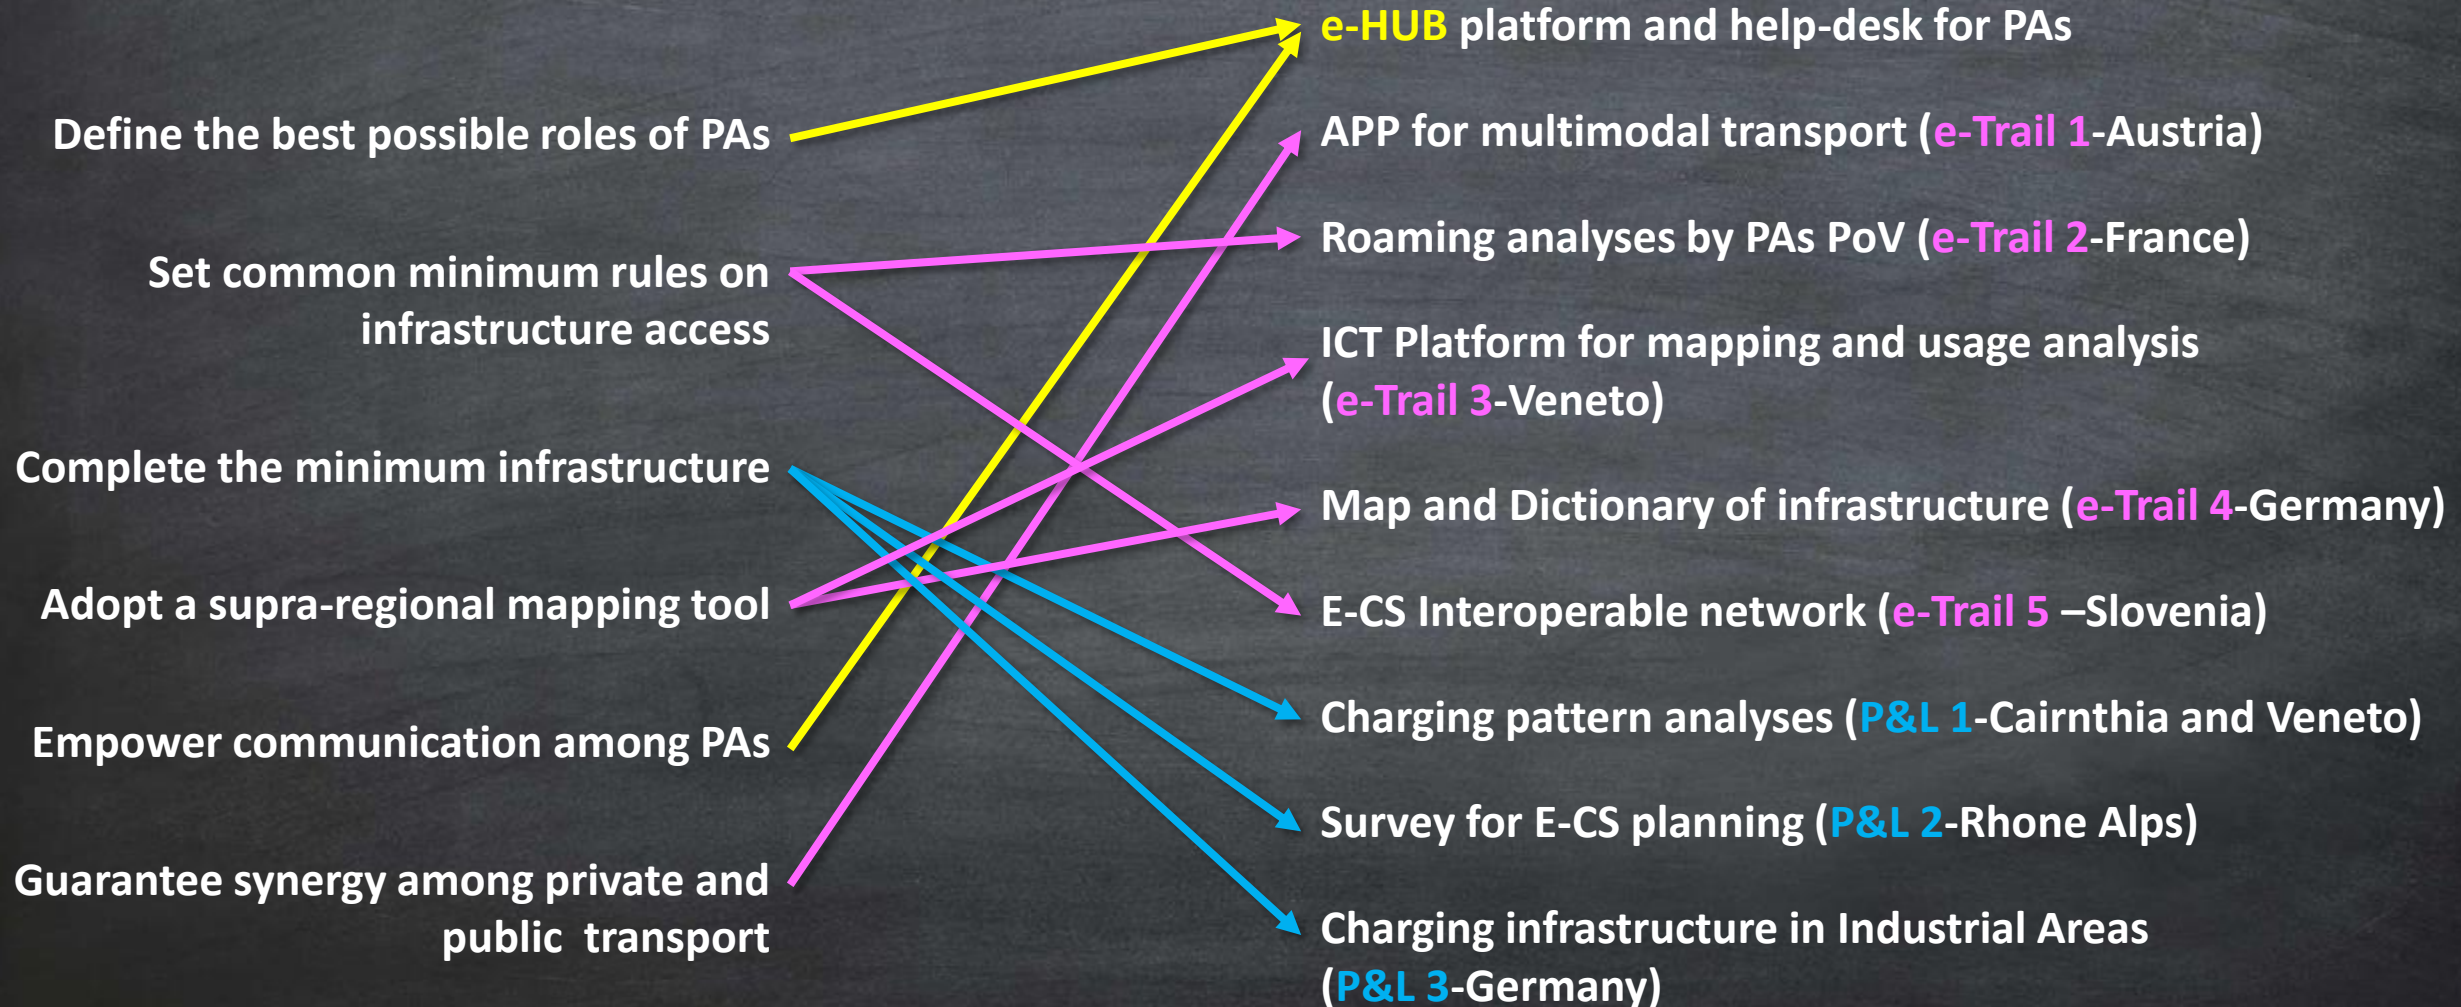 Define the best possible roles of PAs
Set common minimum rules on
infrastructure access
Complete the minimum infrastructure
Adopt a supra-regional mapping tool
Empower communication among PAs
Guarantee synergy among private and
public transport
e-HUB platform and help-desk for PAs
APP for multimodal transport (e-Trail 1-Austria)
Roaming analyses by PAs PoV (e-Trail 2-France)
ICT Platform for mapping and usage analysis
(e-Trail 3-Veneto)
Map and Dictionary of infrastructure (e-Trail 4-Germany)
E-CS Interoperable network (e-Trail 5 –Slovenia)
Charging pattern analyses (P&L 1-Cairnthia and Veneto)
Survey for E-CS planning (P&L 2-Rhone Alps)
Charging infrastructure in Industrial Areas
(P&L 3-Germany)